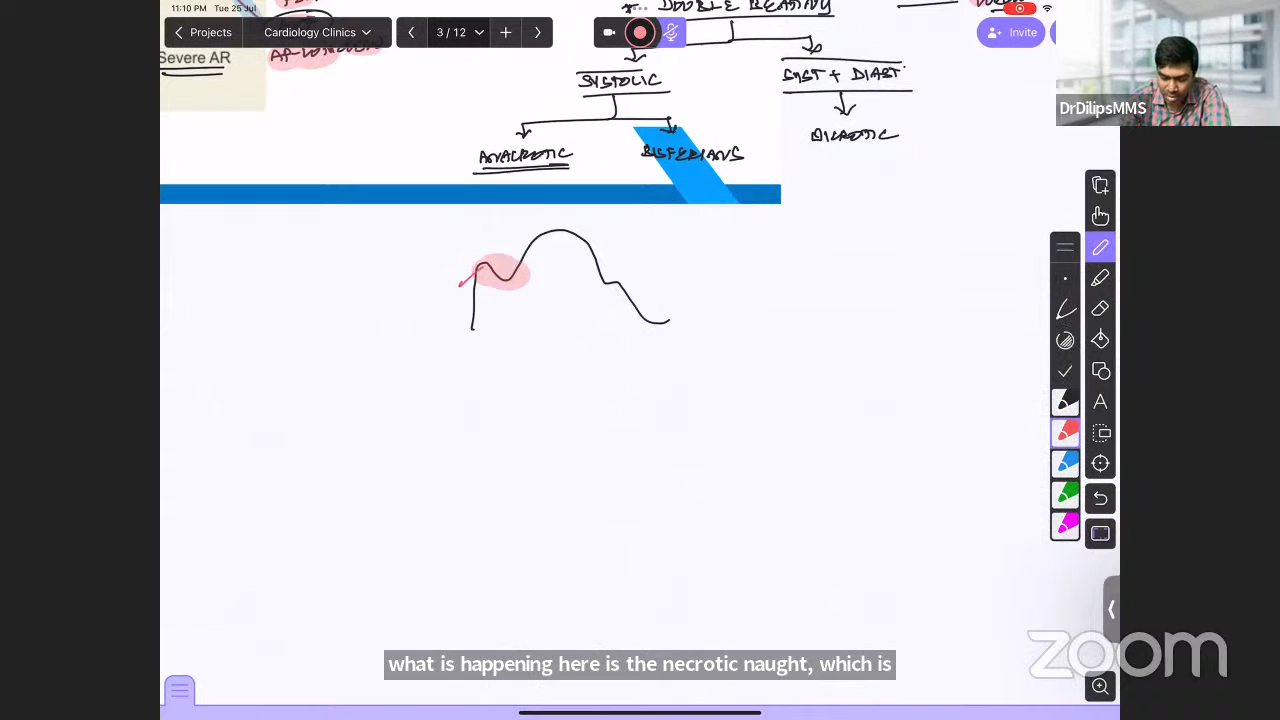 11:10 PM Tue 25 Jul
DOUBLE BEATING
Projects
Cardiology Clinics
3 / 12
Invite
Severe AR
SYSTOLIC
SYST + DIAST
DrDilipsMMS
DICROTIC
ANACROTIC
BISFERIANS
what is happening here is the necrotic naught, which is
zoom